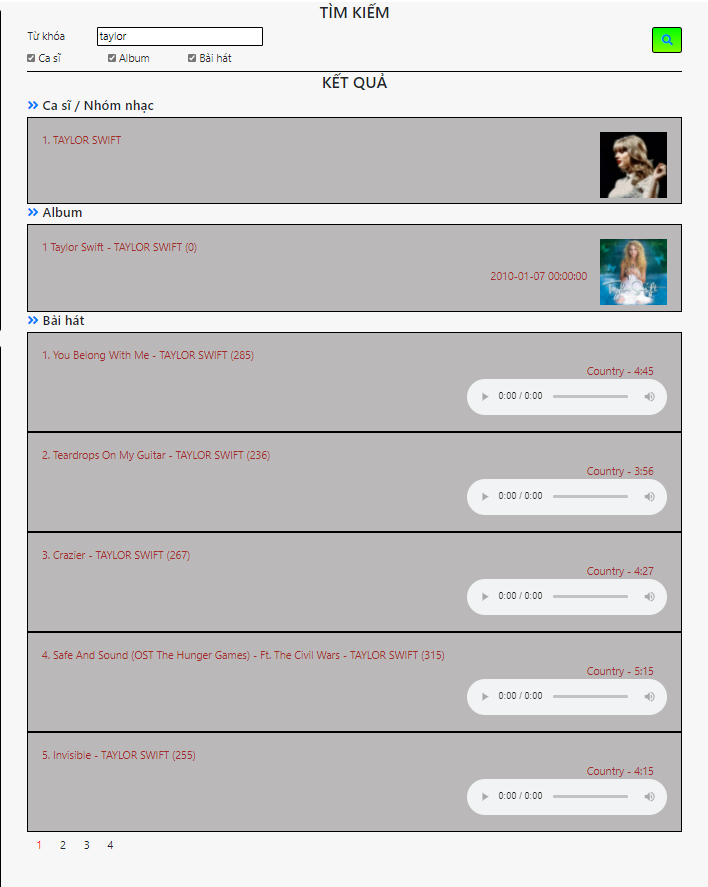 TÌM KIẾM
Từ khóa taylor
Ca sĩ Album Bài hát
KẾT QUẢ
Ca sĩ / Nhóm nhạc
1. TAYLOR SWIFT
Album
1 Taylor Swift - TAYLOR SWIFT (0)
2010-01-07 00:00:00
Taylor Swift
Bài hát
1. You Belong With Me - TAYLOR SWIFT (285)
Country - 4:45
0:00 / 0:00
2. Teardrops On My Guitar - TAYLOR SWIFT (236)
Country - 3:56
0:00 / 0:00
3. Crazier - TAYLOR SWIFT (267)
Country - 4:27
0:00 / 0:00
4. Safe And Sound (OST The Hunger Games) - Ft. The Civil Wars - TAYLOR SWIFT (315)
Country - 5:15
0:00 / 0:00
5. Invisible - TAYLOR SWIFT (255)
Country - 4:15
0:00 / 0:00
1 2 3 4